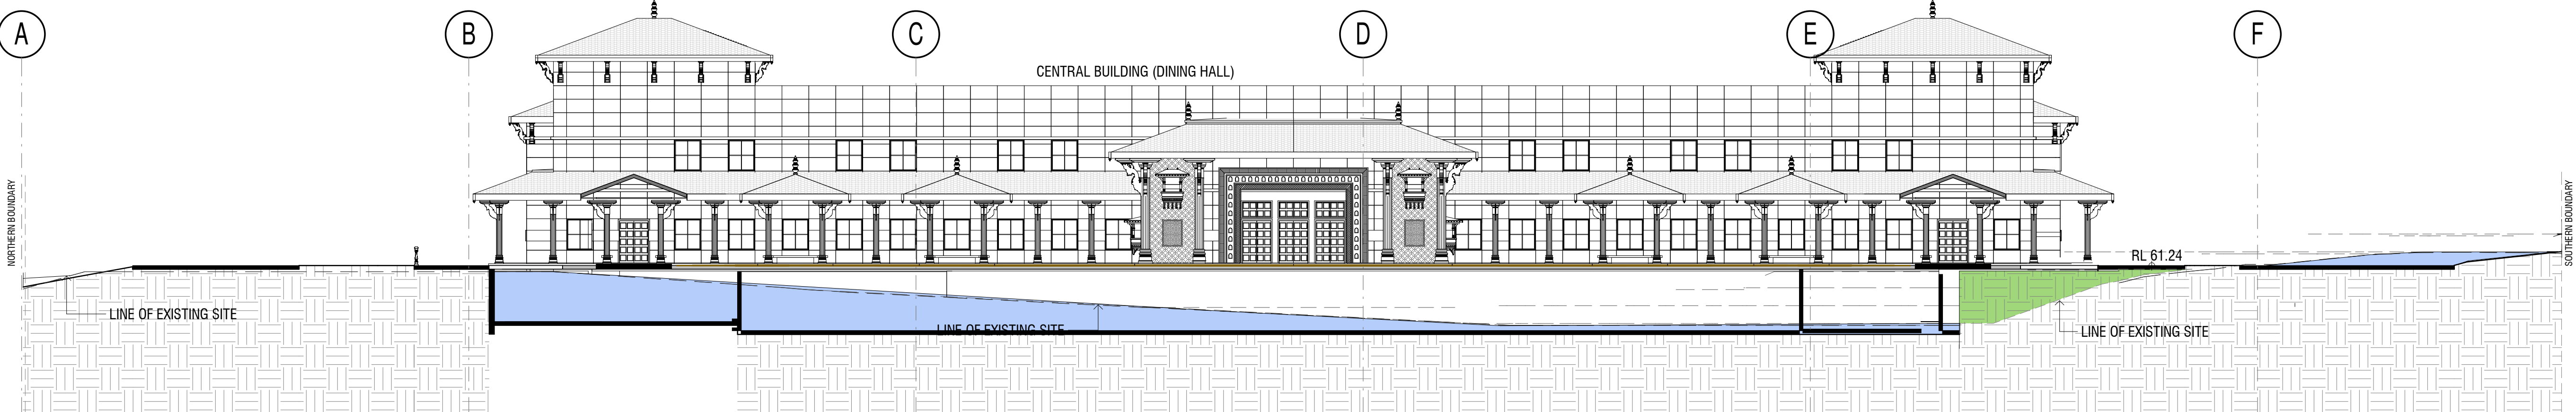 A
B
C
D
E
F
CENTRAL BUILDING (DINING HALL)
NORTHERN BOUNDARY
SOUTHERN BOUNDARY
RL 61.24
LINE OF EXISTING SITE
LINE OF EXISTING SITE
LINE OF EXISTING SITE